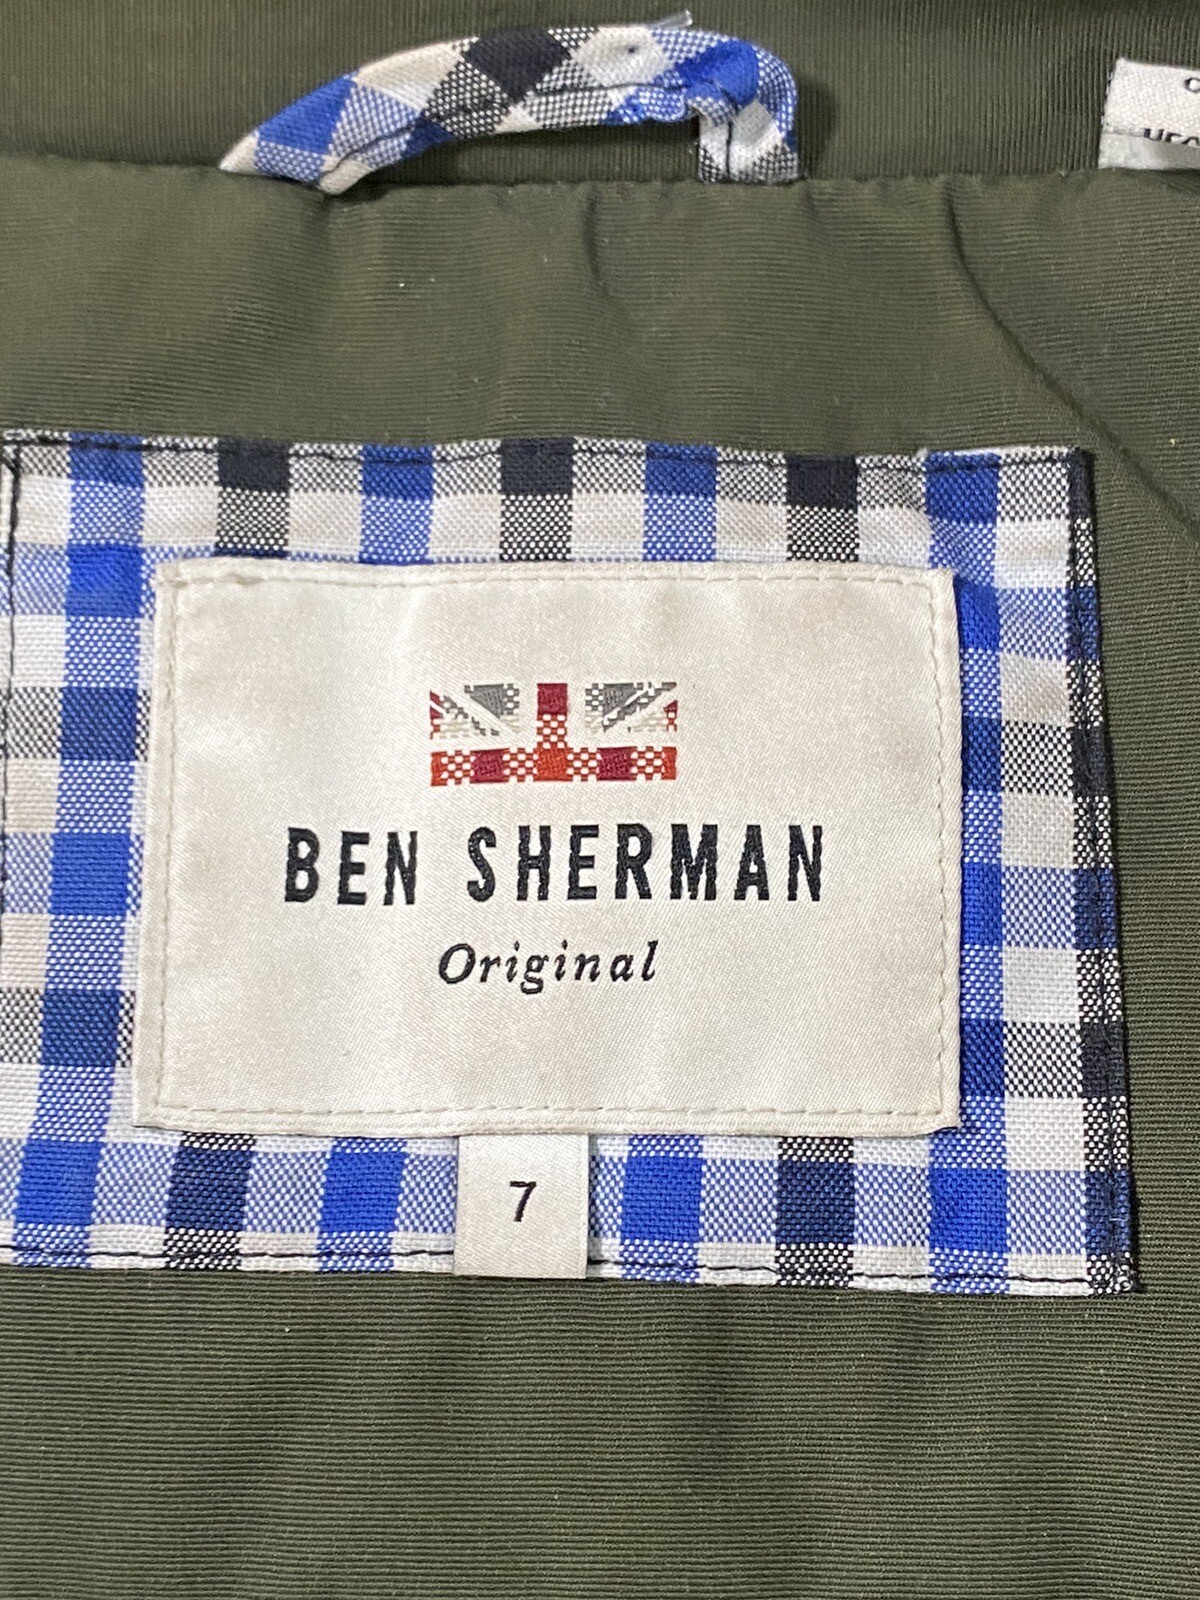 BEN SHERMAN
Original
7